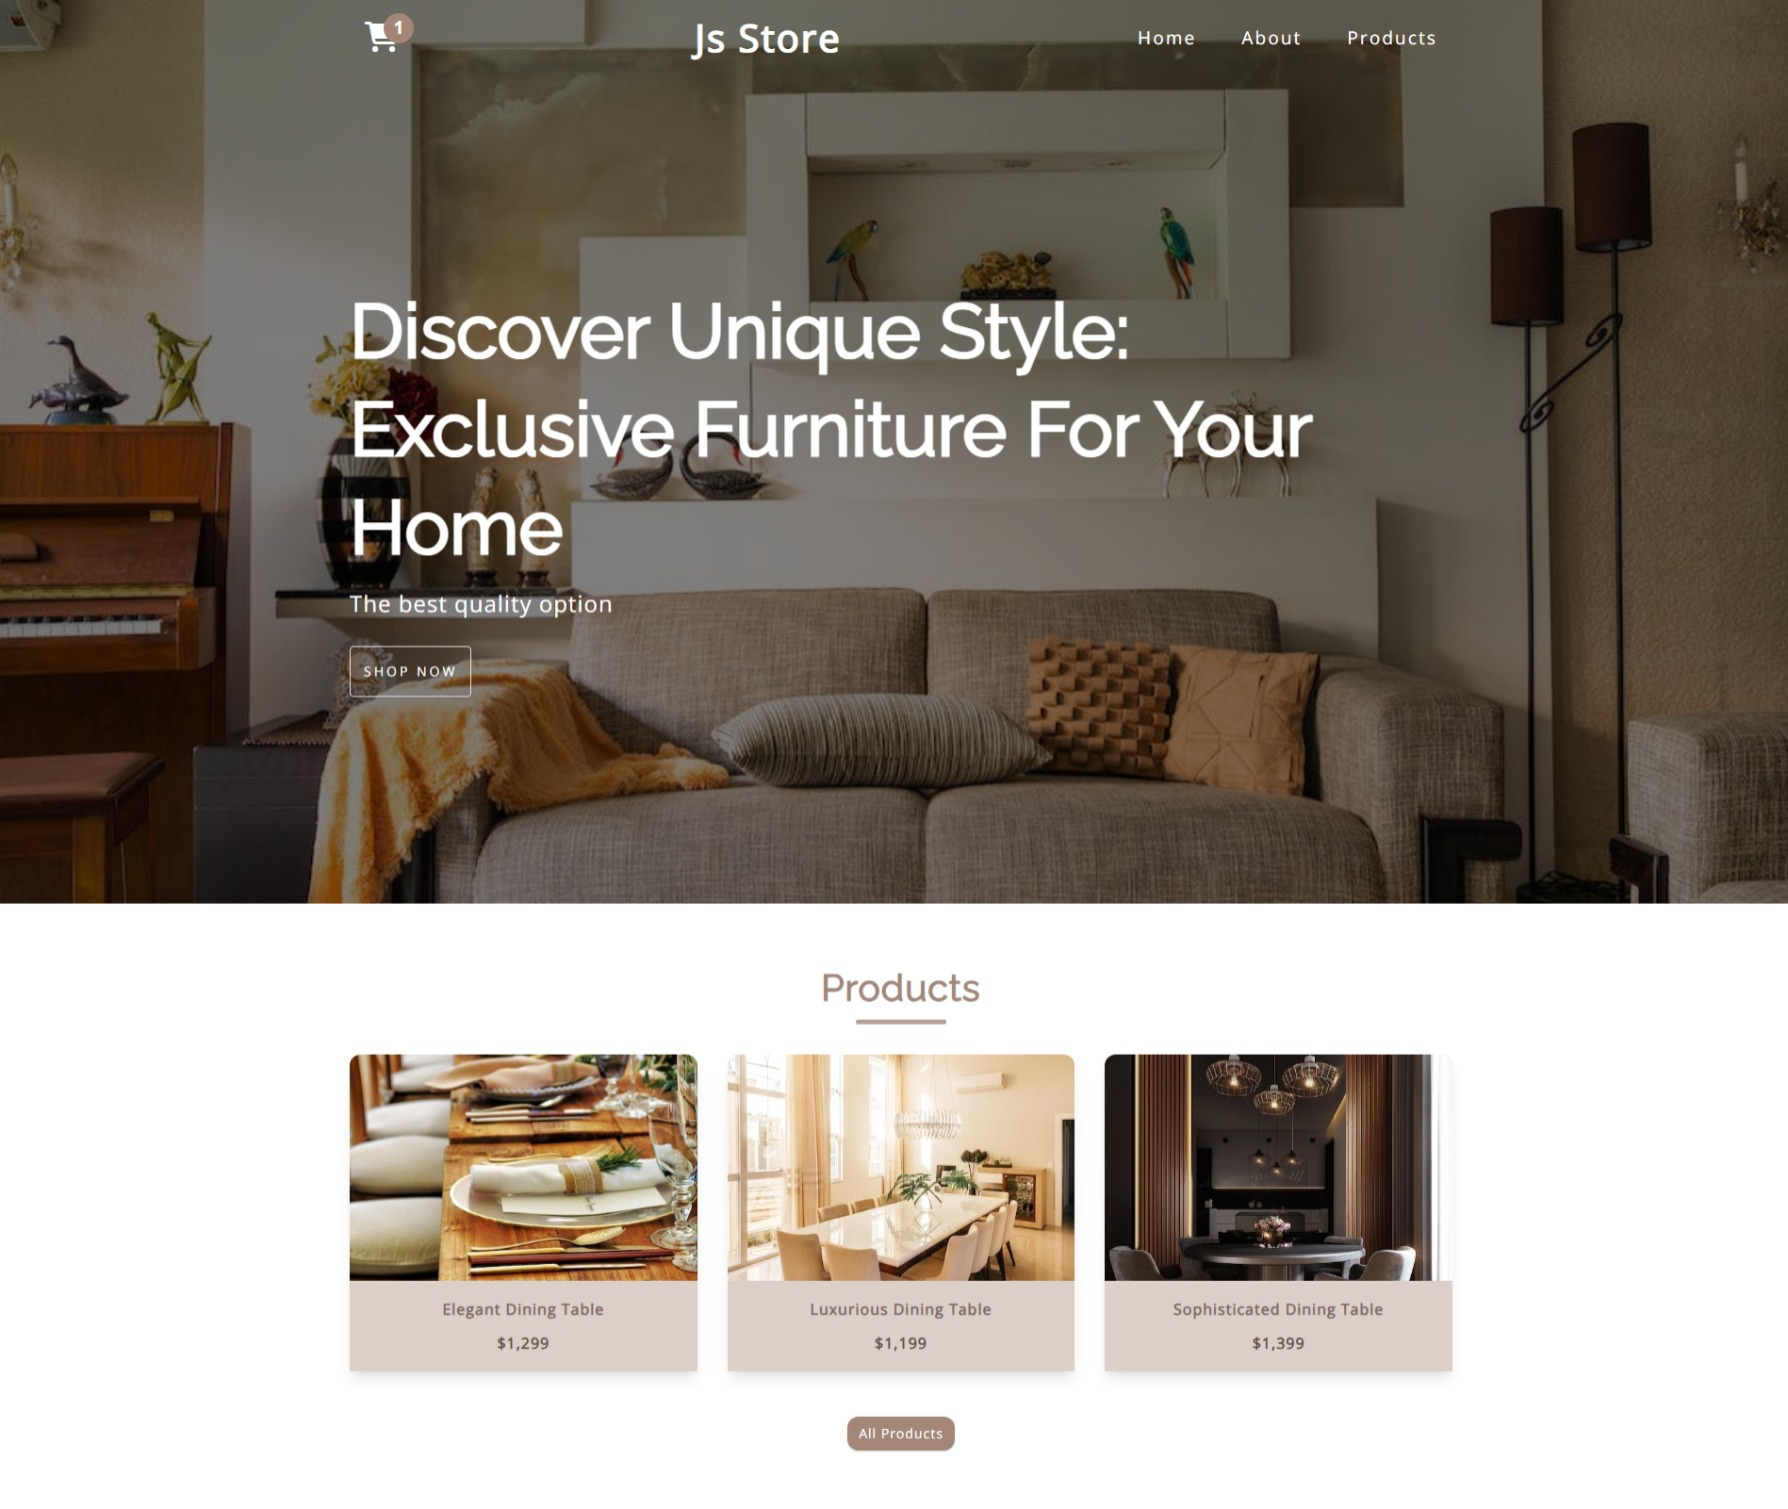 1
Js Store
Home
About
Products
Discover Unique Style:
Exclusive Furniture For Your
Home
The best quality option
SHOP NOW
Products
Elegant Dining Table
$1,299
Luxurious Dining Table
$1,199
Sophisticated Dining Table
$1,399
All Products